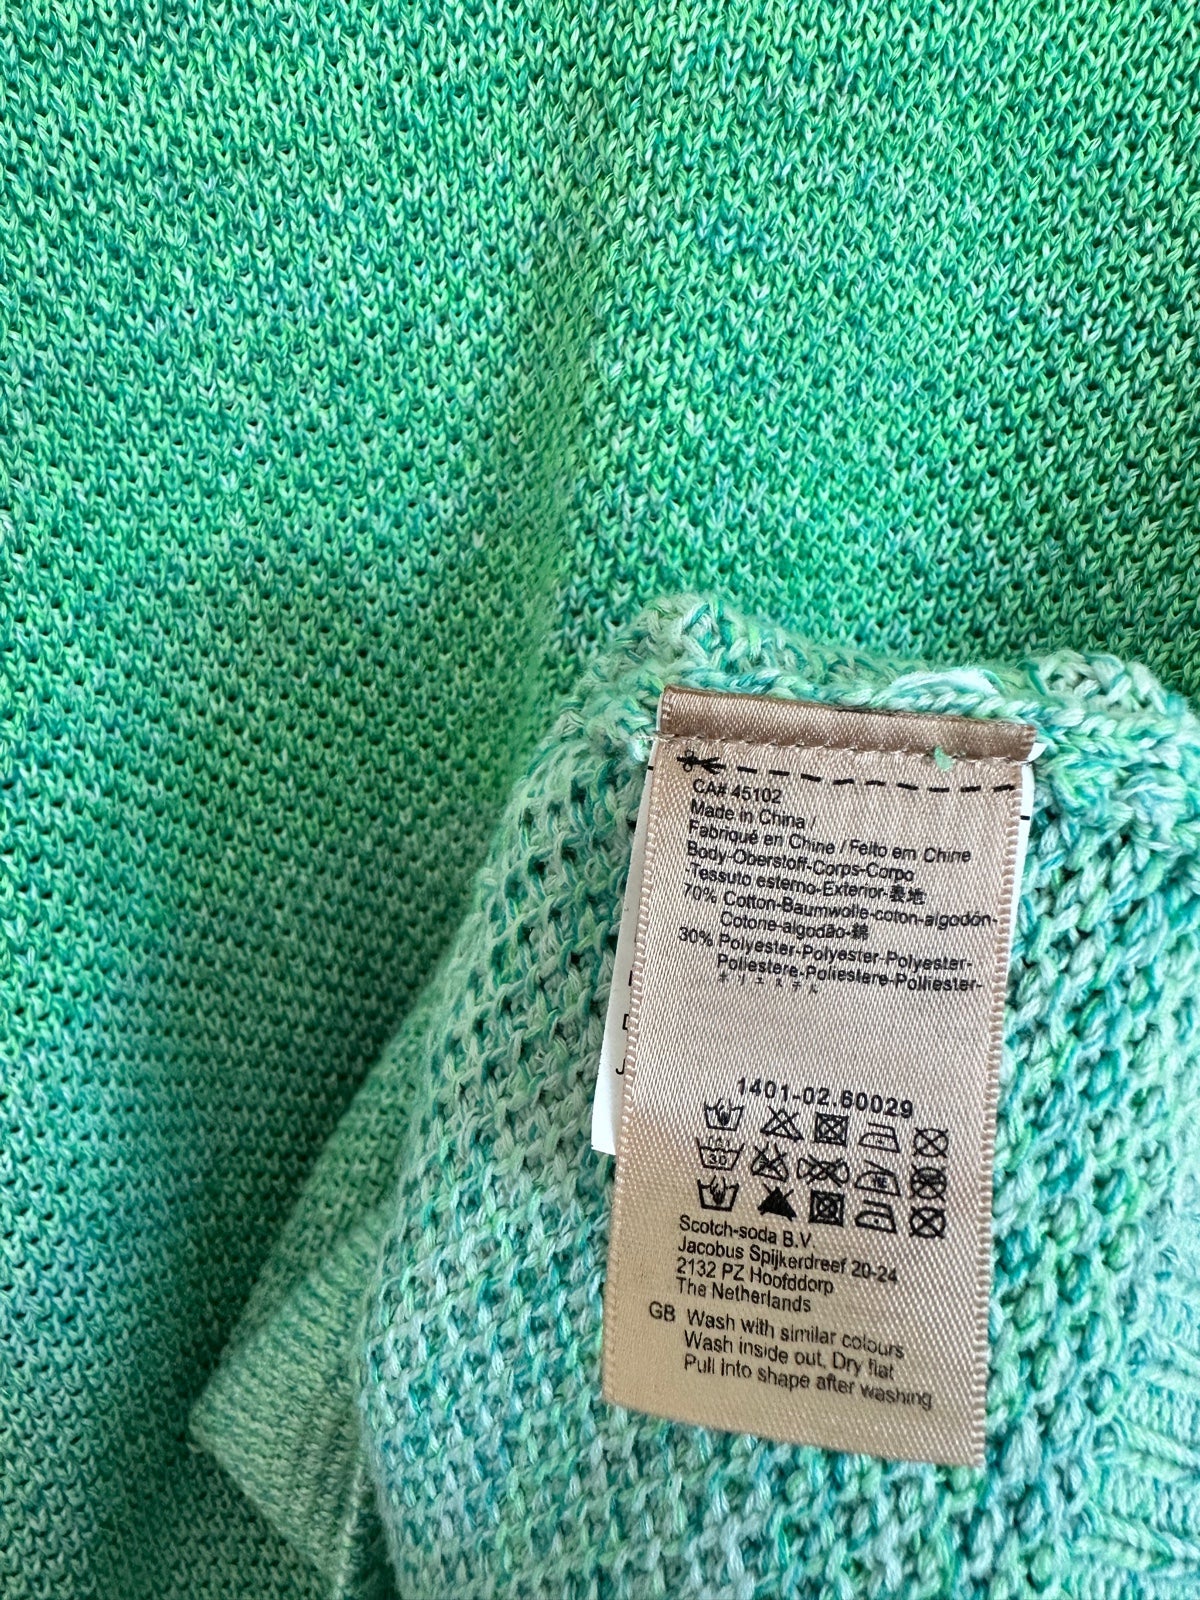 CA# 45102
Made in China /
Fabriqué en Chine / Feito em Chine
Body-Oberstoff-Corps-Corpo
-Tessuto esterno-Exterior-表地
70% Cotton-Baumwolle-coton-algodón-
Cotone-algodão-綿
30% Polyester-Polyester-Polyester-
Poliestere-Poliestere-Polliester-
ポリエステル
1401-02.60029
30
Scotch-soda B.V.
Jacobus Spijkerdreef 20-24
2132 PZ Hoofddorp
The Netherlands
GB Wash with similar colours
Wash inside out, Dry flat
Pull into shape after washing